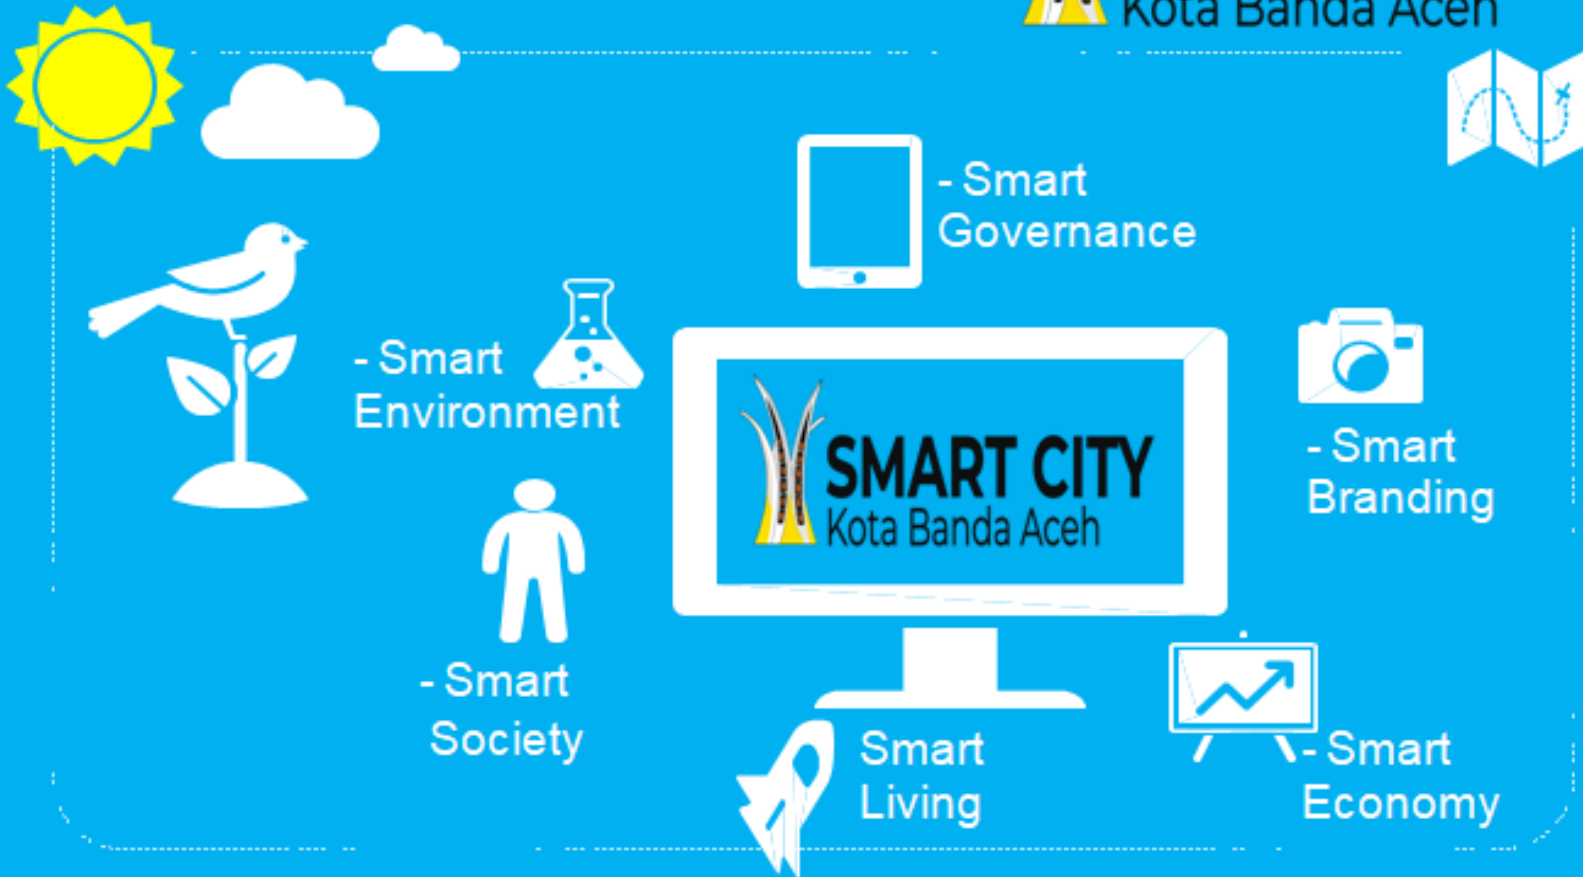 Kota Banda Aceh
- Smart
Governance
- Smart
Environment
SMART CITY
Kota Banda Aceh
- Smart
Branding
- Smart
Society
Smart
Living
- Smart
Economy